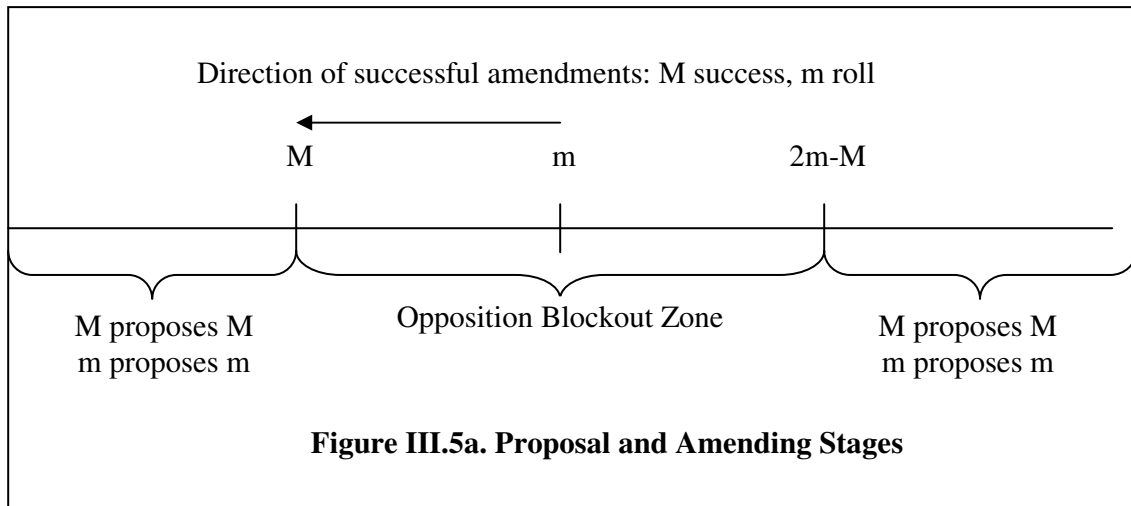 Direction of successful amendments: M success, m roll
M m 2m-M
M proposes M Opposition Blockout Zone M proposes M
m proposes m m proposes m
Figure III.5a. Proposal and Amending Stages